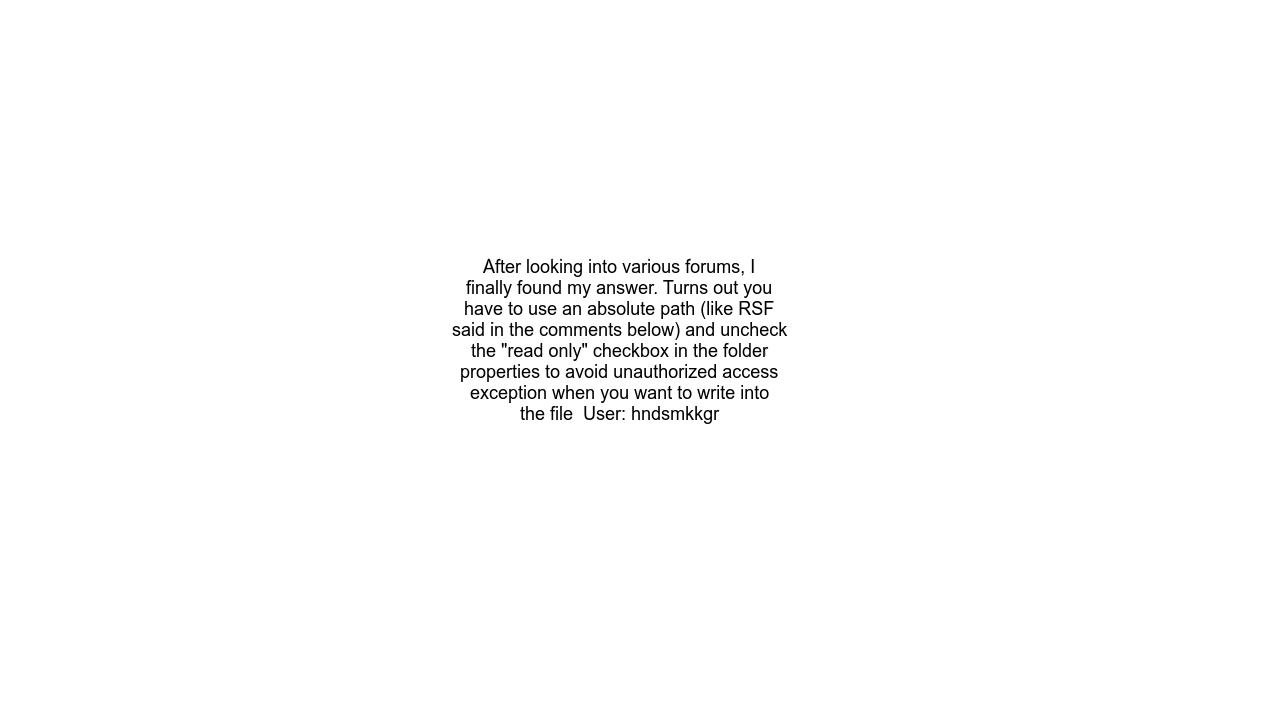 After looking into various forums, I
finally found my answer. Turns out you
have to use an absolute path (like RSF
said in the comments below) and uncheck
the "read only" checkbox in the folder
properties to avoid unauthorized access
exception when you want to write into
the file  User: hndsmkkgr